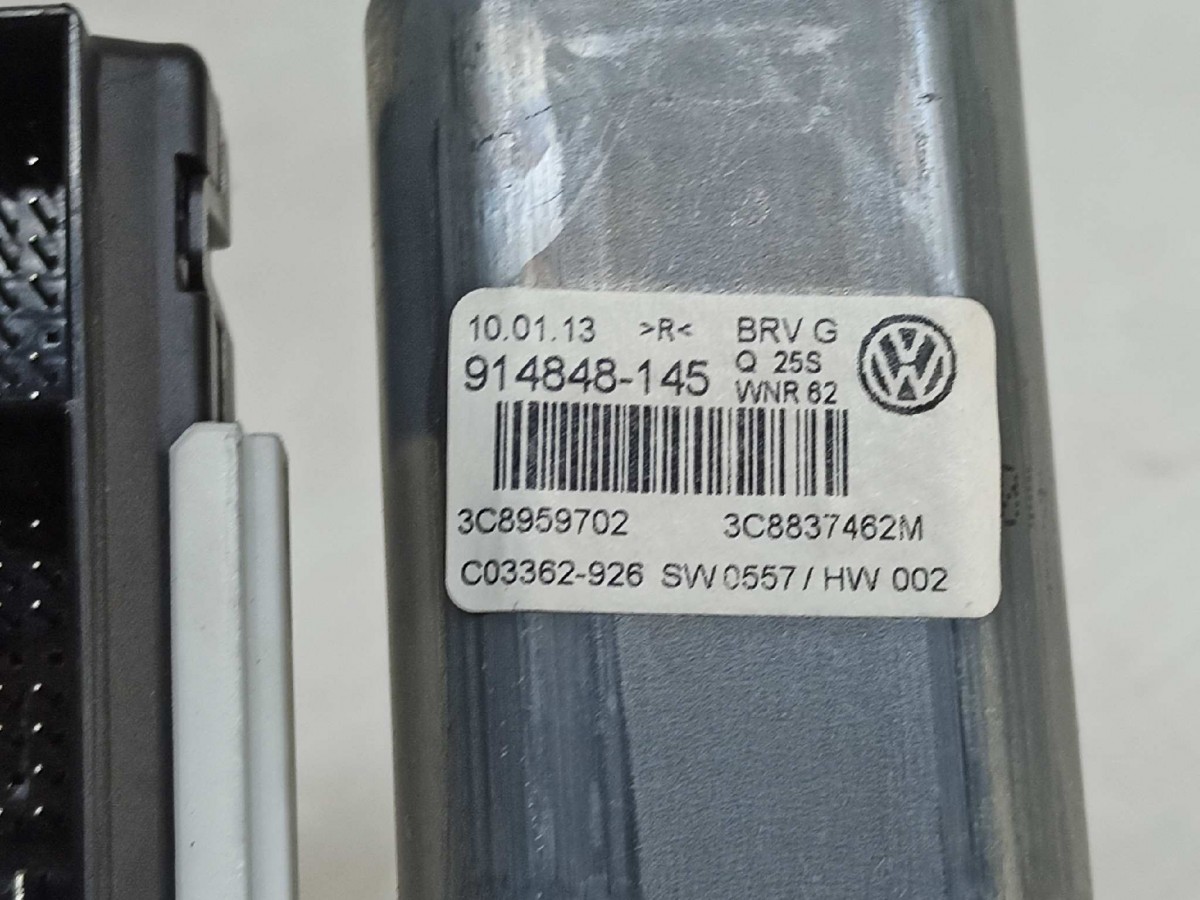 10.01.13 >R< BRV G
914848-145 Q 25S
WNR 62
3C8959702 3C8837462M
C03362-926 SW 0557 / HW 002